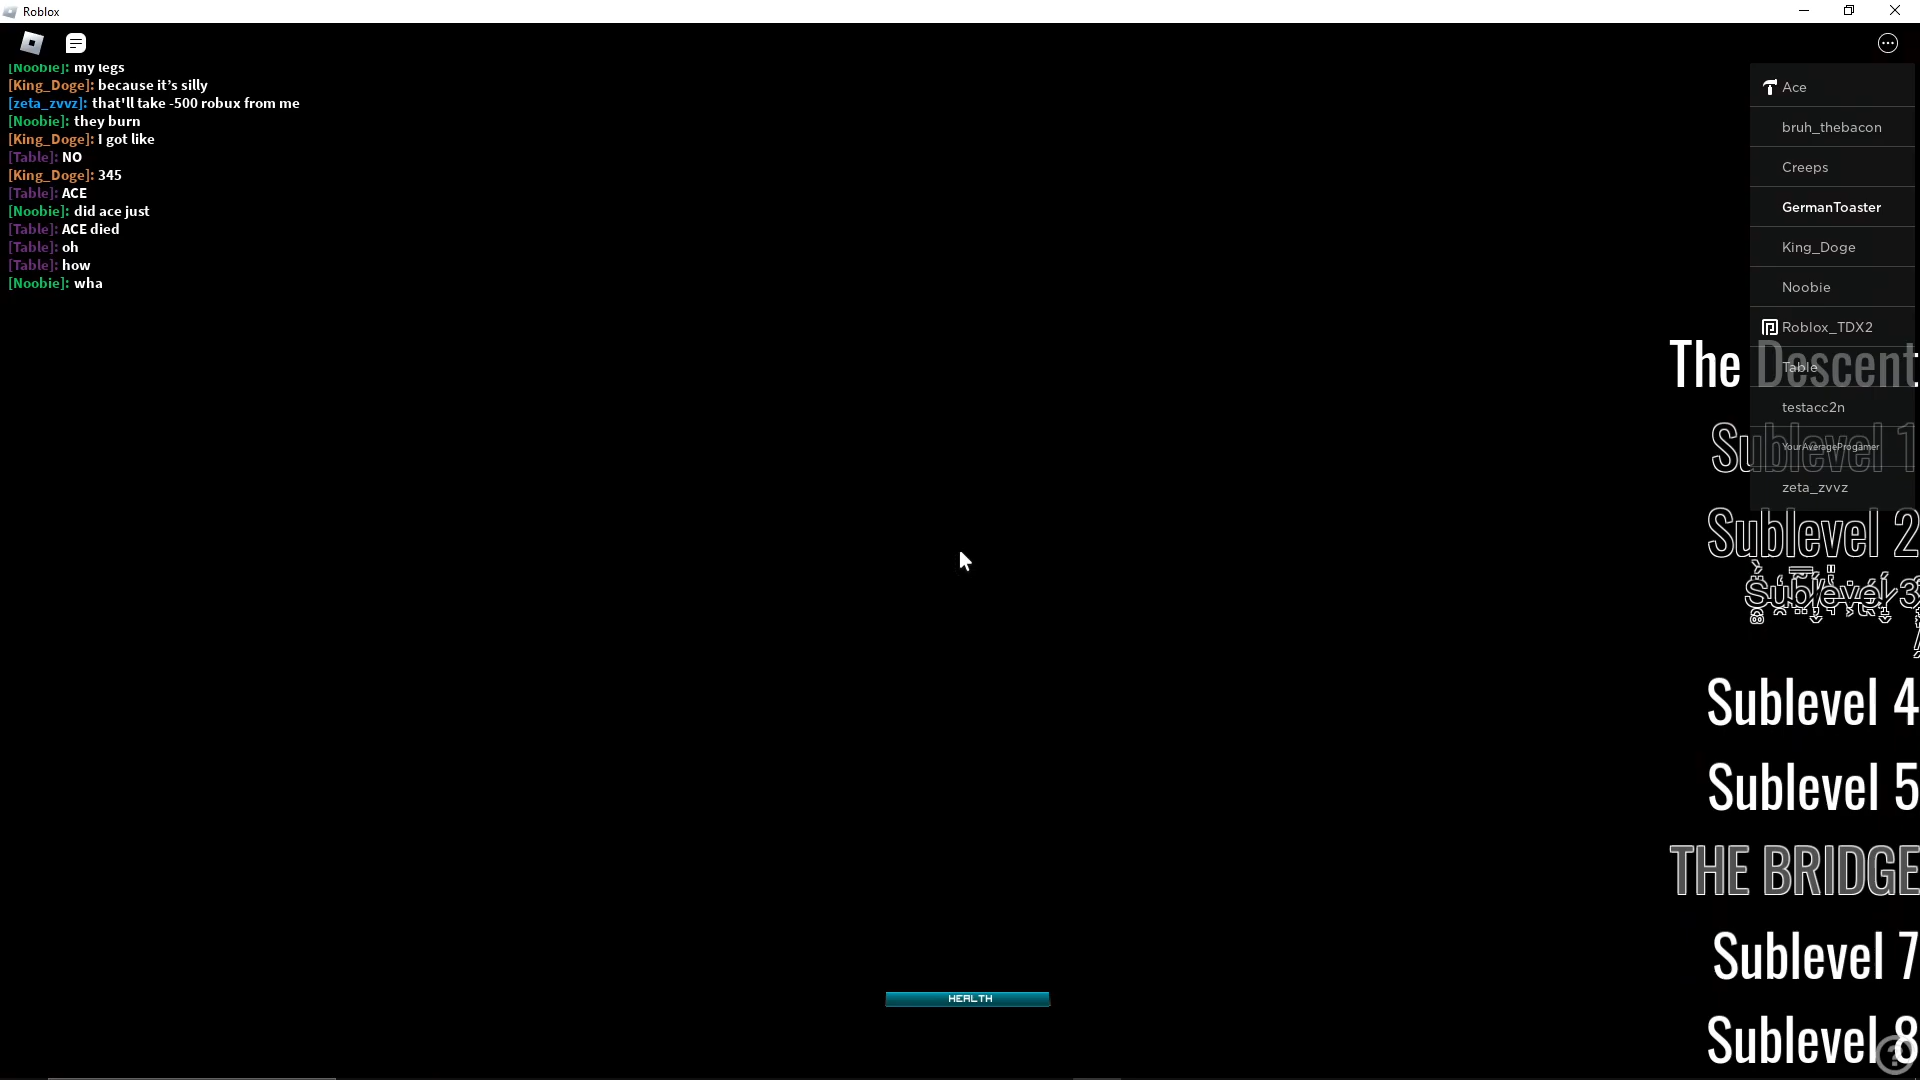 Roblox
[Noobie]: my legs
[King_Doge]: because it’s silly
[zeta_zvvz]: that'll take -500 robux from me
[Noobie]: they burn
[King_Doge]: I got like
[Table]: NO
[King_Doge]: 345
[Table]: ACE
[Noobie]: did ace just
[Table]: ACE died
[Table]: oh
[Table]: how
[Noobie]: wha
Ace
bruh_thebacon
Creeps
GermanToaster
King_Doge
Noobie
Roblox_TDX2
Table
testacc2n
YourAverageProgamer
zeta_zvvz
The Descent
Sublevel 1
Sublevel 2
Sublevel 3
Sublevel 4
Sublevel 5
THE BRIDGE
Sublevel 7
Sublevel 8
HEALTH
?